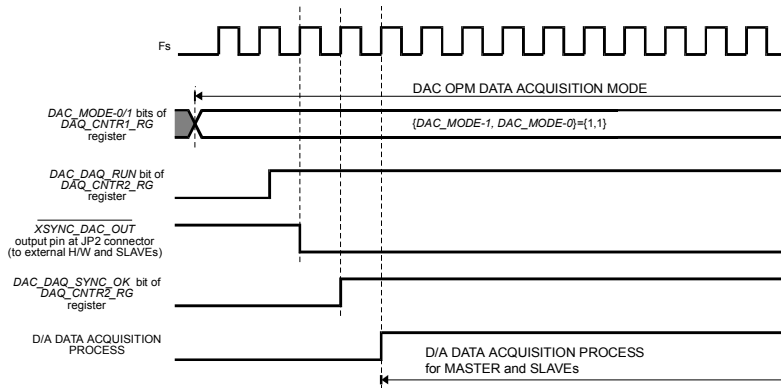 Fs
DAC OPM DATA ACQUISITION MODE
DAC_MODE-0/1 bits of
DAQ_CNTR1_RG
register
{DAC_MODE-1, DAC_MODE-0}={1,1}
DAC_DAQ_RUN bit of
DAQ_CNTR2_RG
register
XSYNC_DAC_OUT
output pin at JP2 connector
(to external H/W and SLAVEs)
DAC_DAQ_SYNC_OK bit of
DAQ_CNTR2_RG
register
D/A DATA ACQUISITION
PROCESS
D/A DATA ACQUISITION PROCESS
for MASTER and SLAVEs